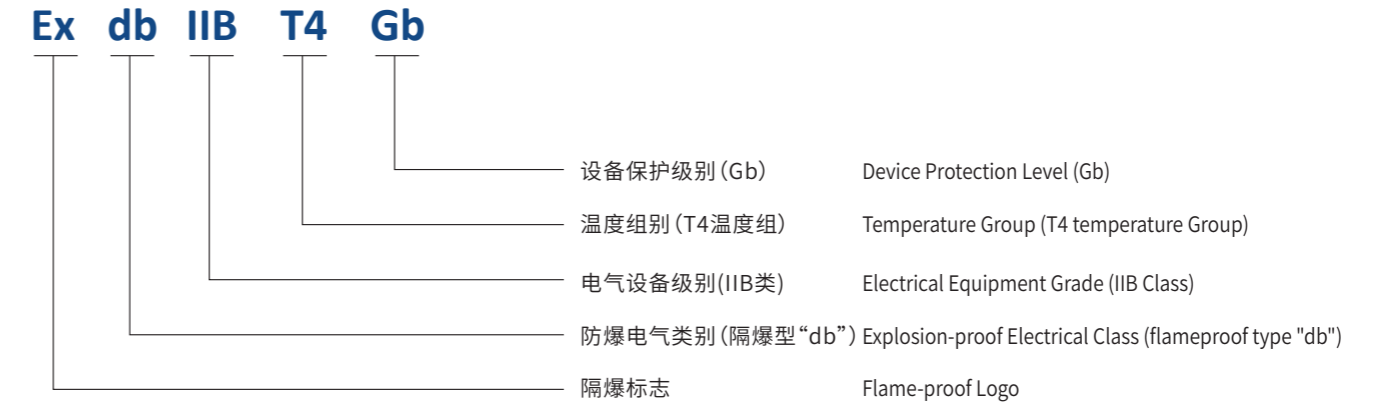 Ex db IIB T4 Gb
设备保护级别（Gb） Device Protection Level (Gb)
温度组别（T4温度组） Temperature Group (T4 temperature Group)
电气设备级别(IIB类) Electrical Equipment Grade (IIB Class)
防爆电气类别（隔爆型“db”） Explosion-proof Electrical Class (flameproof type "db")
隔爆标志 Flame-proof Logo